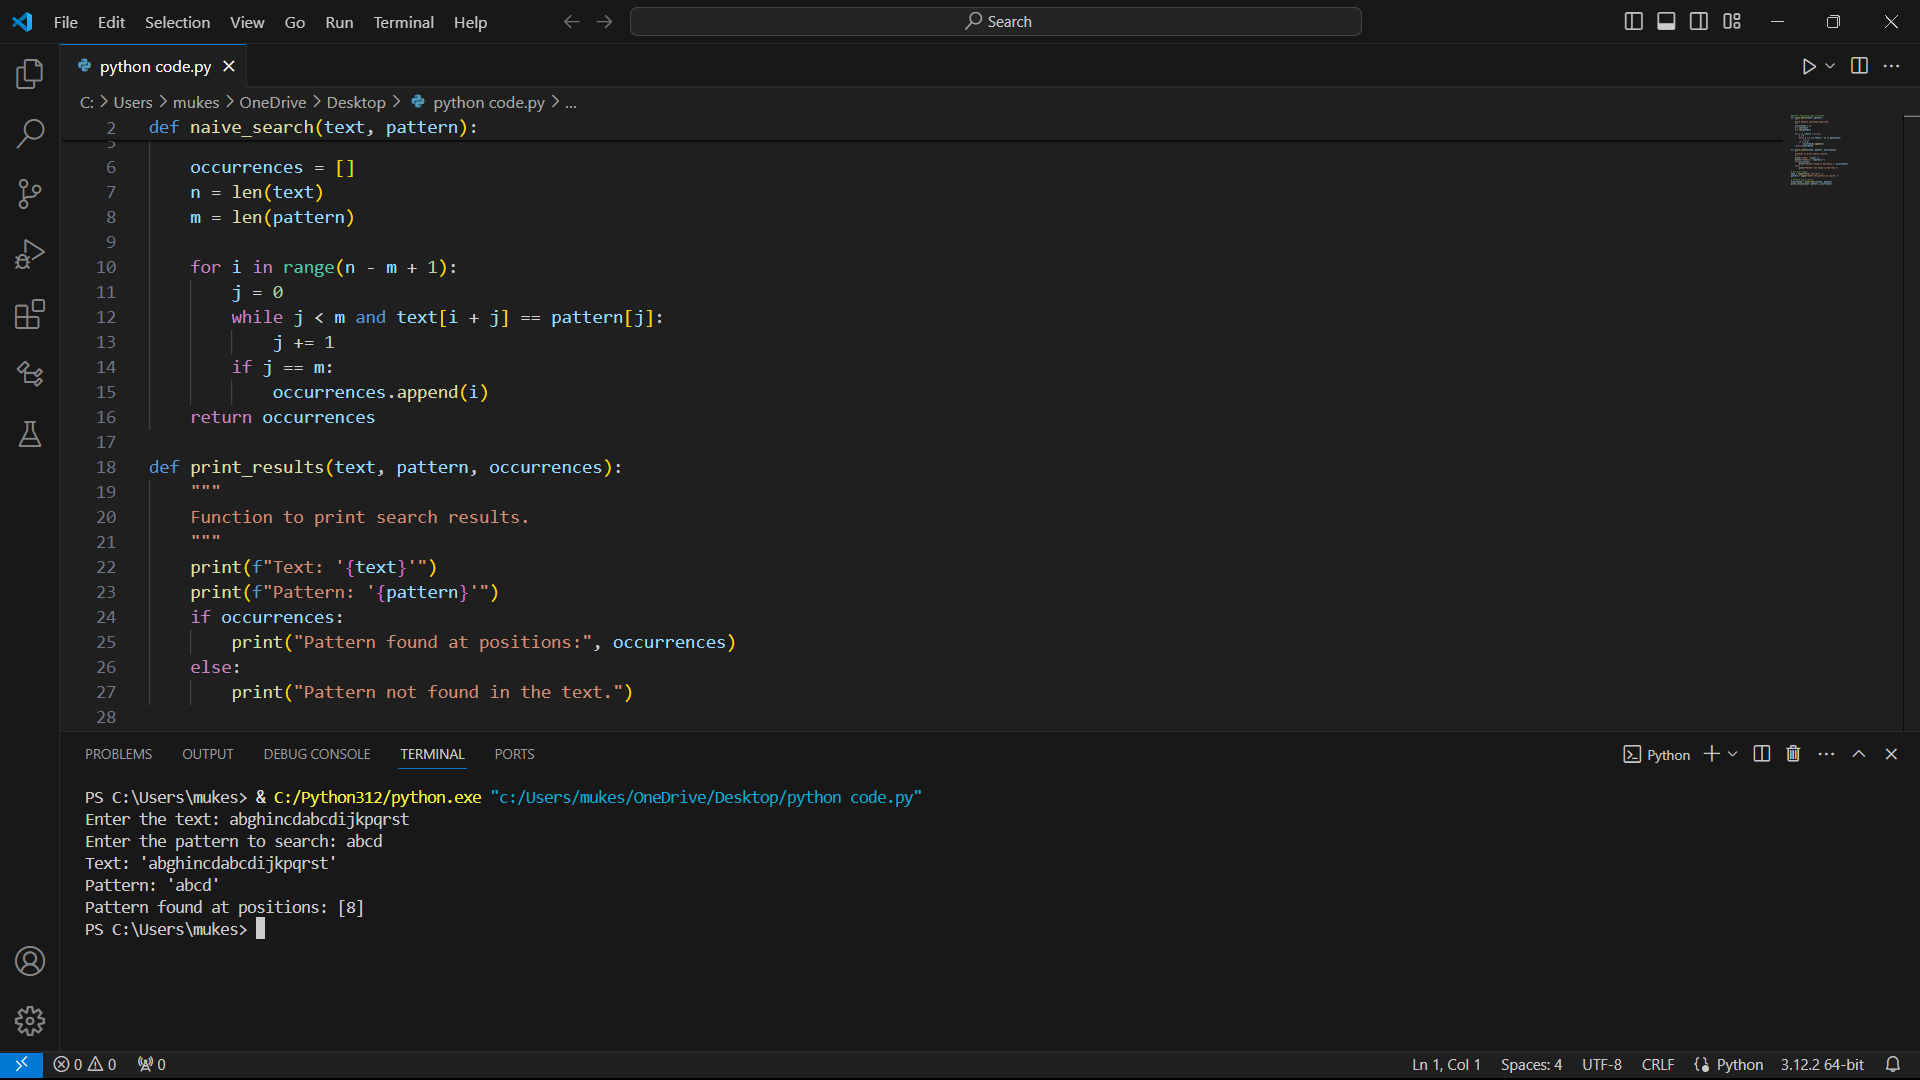 File Edit Selection View Go Run Terminal Help
Search
python code.py
C: > Users > mukes > OneDrive > Desktop > python code.py > ...
2 def naive_search(text, pattern):
5
6 occurrences = []
7 n = len(text)
8 m = len(pattern)
9
10 for i in range(n - m + 1):
11 j = 0
12 while j < m and text[i + j] == pattern[j]:
13 j += 1
14 if j == m:
15 occurrences.append(i)
16 return occurrences
17
18 def print_results(text, pattern, occurrences):
19 """
20 Function to print search results.
21 """
22 print(f"Text: '{text}'")
23 print(f"Pattern: '{pattern}'")
24 if occurrences:
25 print("Pattern found at positions:", occurrences)
26 else:
27 print("Pattern not found in the text.")
28
PROBLEMS OUTPUT DEBUG CONSOLE TERMINAL PORTS
Python
PS C:\Users\mukes> & C:/Python312/python.exe "c:/Users/mukes/OneDrive/Desktop/python code.py"
Enter the text: abghincdabcdijkpqrst
Enter the pattern to search: abcd
Text: 'abghincdabcdijkpqrst'
Pattern: 'abcd'
Pattern found at positions: [8]
PS C:\Users\mukes>
0 0 0 Ln 1, Col 1 Spaces: 4 UTF-8 CRLF Python 3.12.2 64-bit